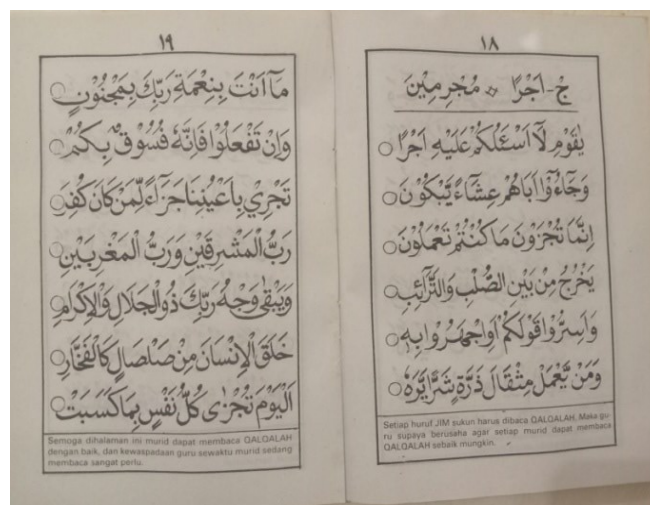 ١٨
ج - اَجْرًا ۞ مُجْرِمِيْنَ
يٰقَوْمِ لَآ اَسْـَٔلُكُمْ عَلَيْهِ اَجْرًا ○
وَجَآءُوْٓا اَبَاهُمْ عِشَآءً يَّبْكُوْنَ ○
اِنَّمَا تُجْزَوْنَ مَا كُنْتُمْ تَعْمَلُوْنَ ○
يَخْرُجُ مِنْ بَيْنِ الصُّلْبِ وَالتَّرَآئِبِ ○
وَاَسِرُّوْا قَوْلَكُمْ اَوِ اجْهَرُوْا بِهٖ ○
وَمَنْ يَّعْمَلْ مِثْقَالَ ذَرَّةٍ شَرًّا يَّرَهٗ ○
Setiap huruf JIM sukun harus dibaca QALQALAH, Maka gu-
ru supaya berusaha agar setiap murid dapat membaca
QALQALAH sebaik mungkin.
١٩
مَآ اَنْتَ بِنِعْمَةِ رَبِّكَ بِمَجْنُوْنٍ ○
وَاِنْ تَفْعَلُوْا فَاِنَّهٗ فُسُوْقٌ بِكُمْ ○
تَجْرِيْ بِاَعْيُنِنَا جَزَآءً لِّمَنْ كَانَ كُفِرَ ○
رَبُّ الْمَشْرِقَيْنِ وَرَبُّ الْمَغْرِبَيْنِ ○
وَيَبْقٰى وَجْهُ رَبِّكَ ذُو الْجَلَالِ وَالْاِكْرَامِ ○
خَلَقَ الْاِنْسَانَ مِنْ صَلْصَالٍ كَالْفَخَّارِ ○
اَلْيَوْمَ تُجْزٰى كُلُّ نَفْسٍ بِمَا كَسَبَتْ ○
Semoga dihalaman ini murid dapat membaca QALQALAH
dengan baik, dan kewaspadaan guru sewaktu murid sedang
membaca sangat perlu.